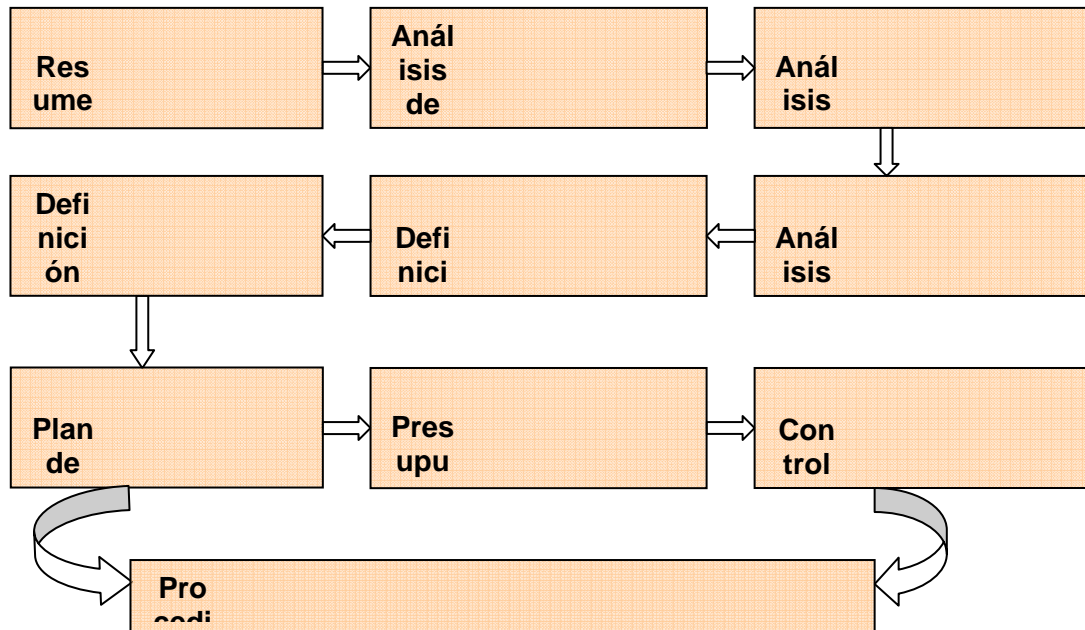 Res
ume
Anál
isis
de
Anál
isis
Defi
nici
ón
Defi
nici
Anál
isis
Plan
de
Pres
upu
Con
trol
Pro
cedi